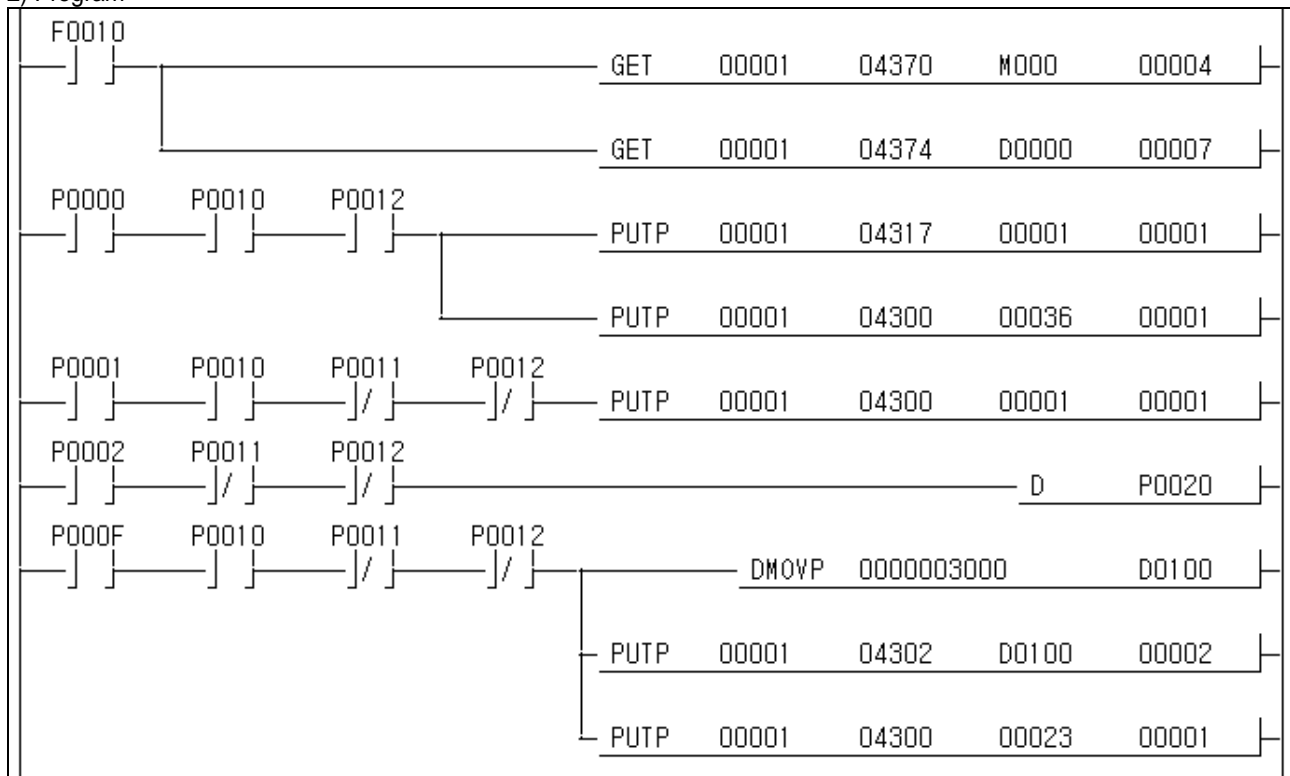 2) Program
F0010
GET 00001 04370 M000 00004
GET 00001 04374 D0000 00007
P0000 P0010 P0012
PUTP 00001 04317 00001 00001
PUTP 00001 04300 00036 00001
P0001 P0010 P0011 P0012
PUTP 00001 04300 00001 00001
P0002 P0011 P0012
D P0020
P000F P0010 P0011 P0012
DMOVP 0000003000 D0100
PUTP 00001 04302 D0100 00002
PUTP 00001 04300 00023 00001